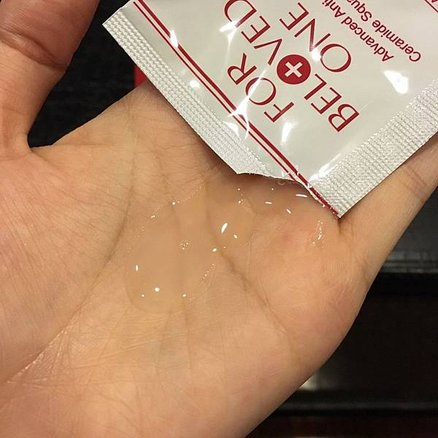 FOR
BELOVED
ONE
Advanced Anti
Ceramide Squ